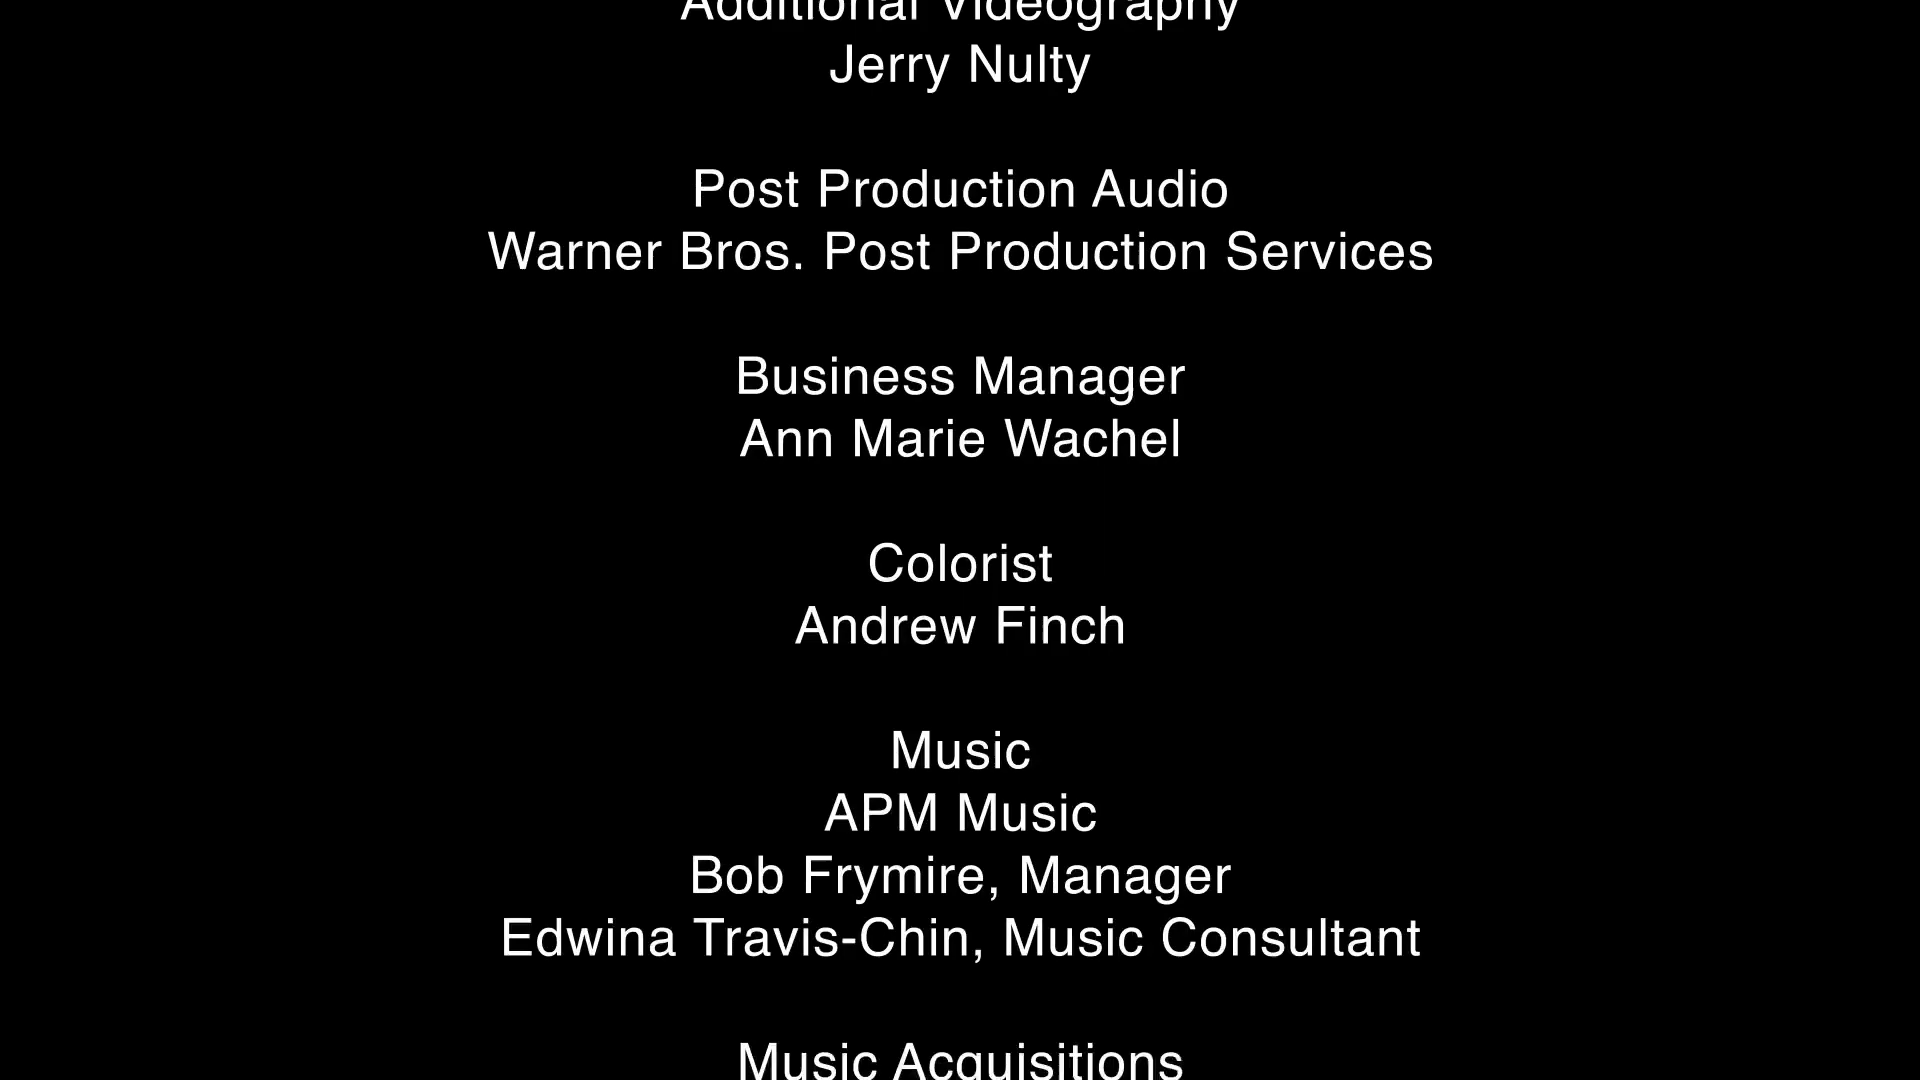 Additional Videography
Jerry Nulty
Post Production Audio
Warner Bros. Post Production Services
Business Manager
Ann Marie Wachel
Colorist
Andrew Finch
Music
APM Music
Bob Frymire, Manager
Edwina Travis-Chin, Music Consultant
Music Acquisitions